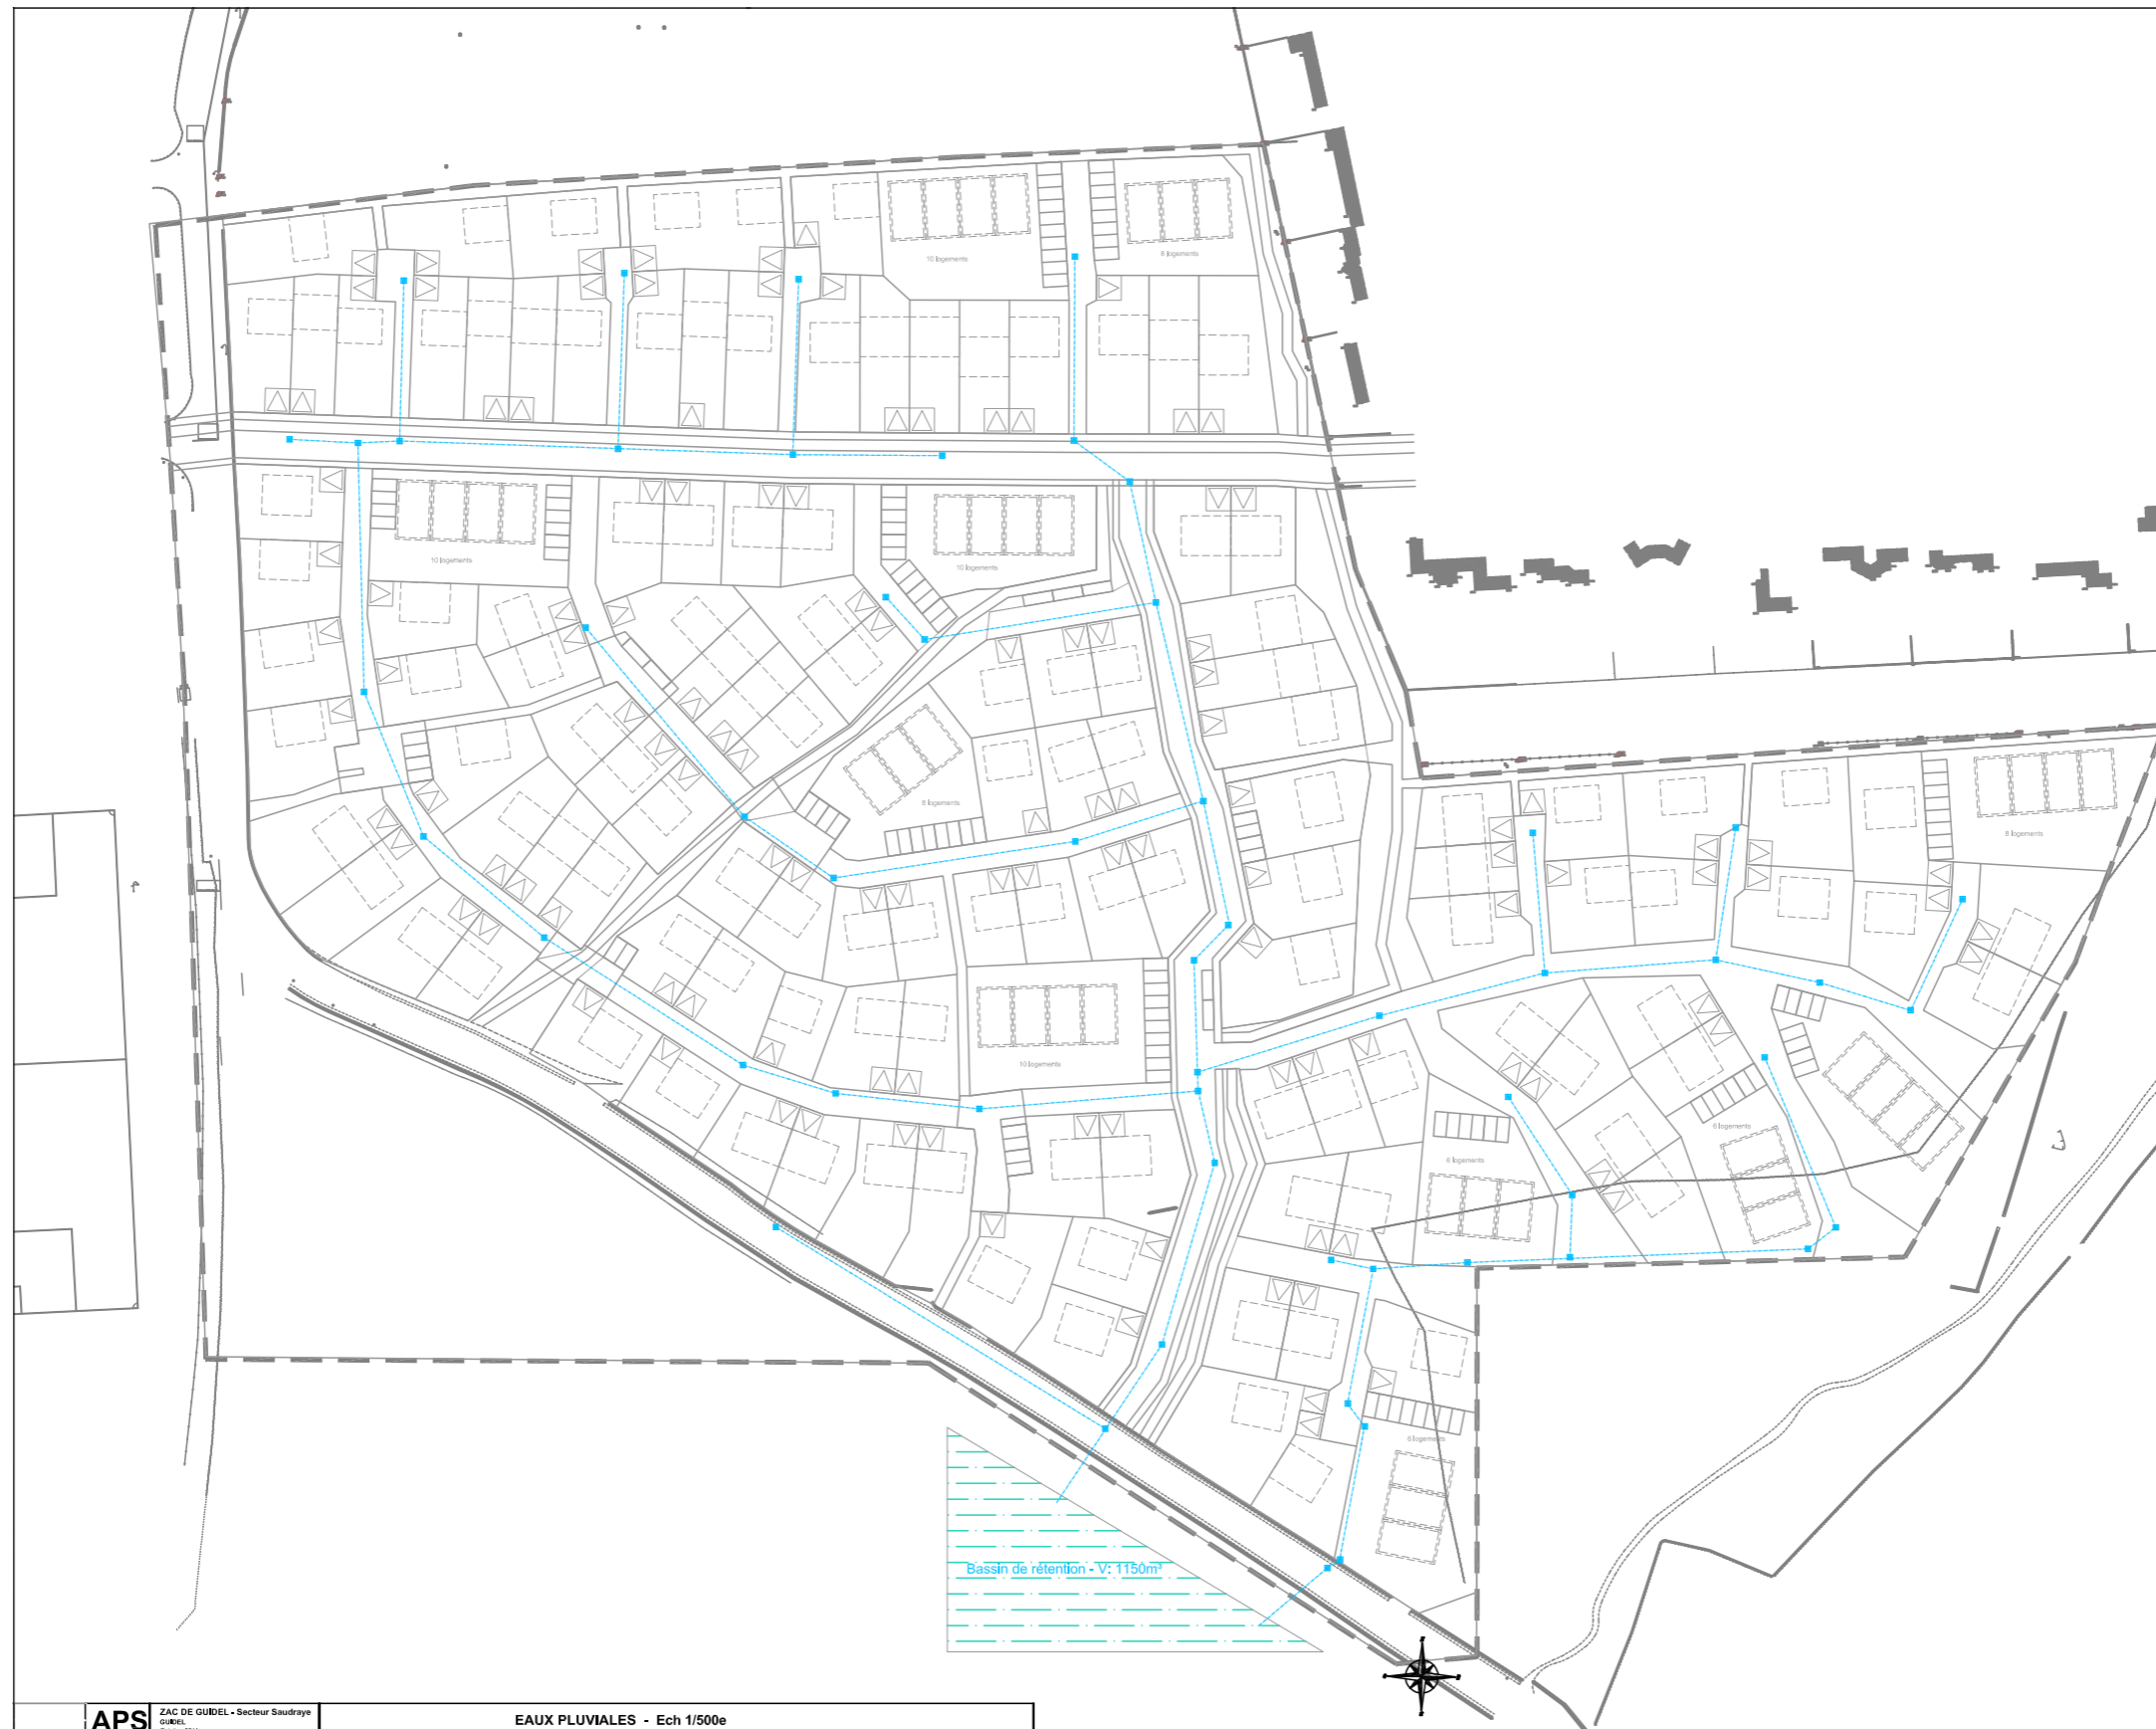 10 logements
8 logements
10 logements
10 logements
8 logements
8 logements
10 logements
6 logements
6 logements
6 logements
Bassin de rétention - V: 1150m³
APS
ZAC DE GUIDEL - Secteur Saudraye
GUIDEL
EAUX PLUVIALES - Ech 1/500e